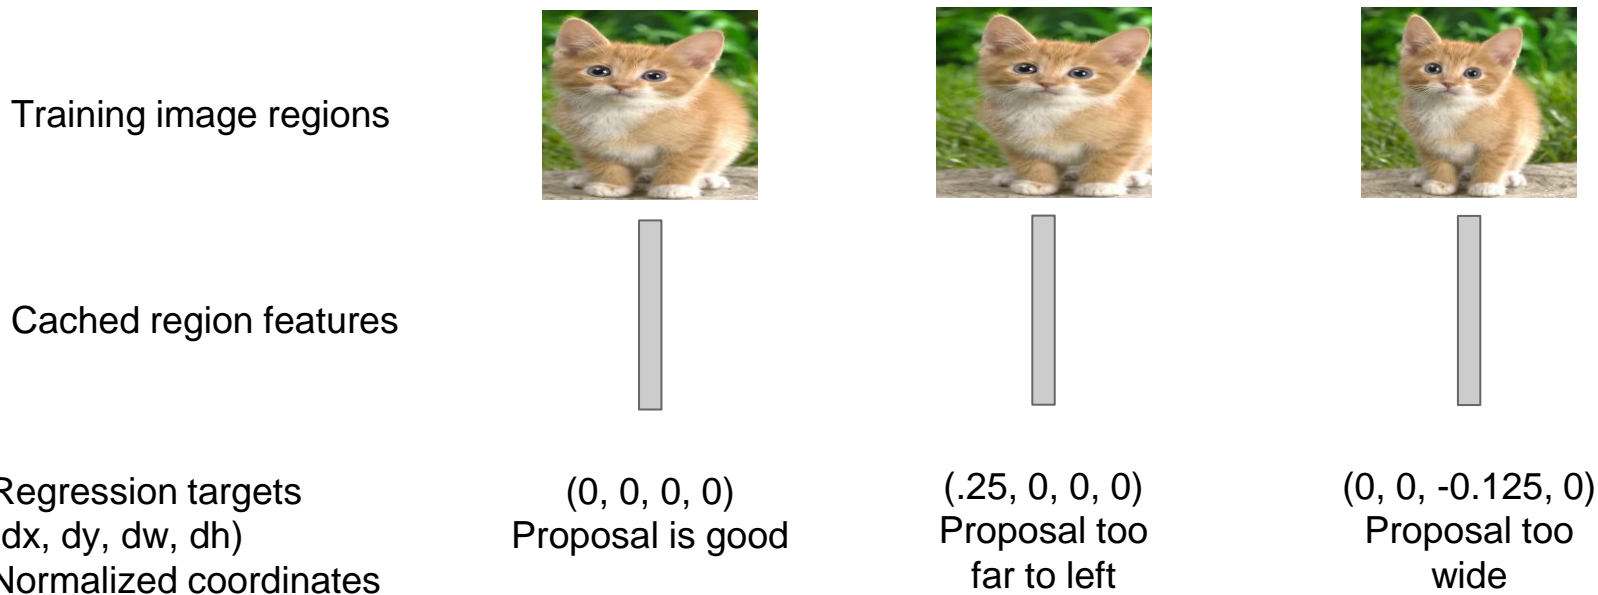 Training image regions
Cached region features
Regression targets
dx, dy, dw, dh)
Normalized coordinates
(0, 0, 0, 0)
Proposal is good
(.25, 0, 0, 0)
Proposal too
far to left
(0, 0, -0.125, 0)
Proposal too
wide